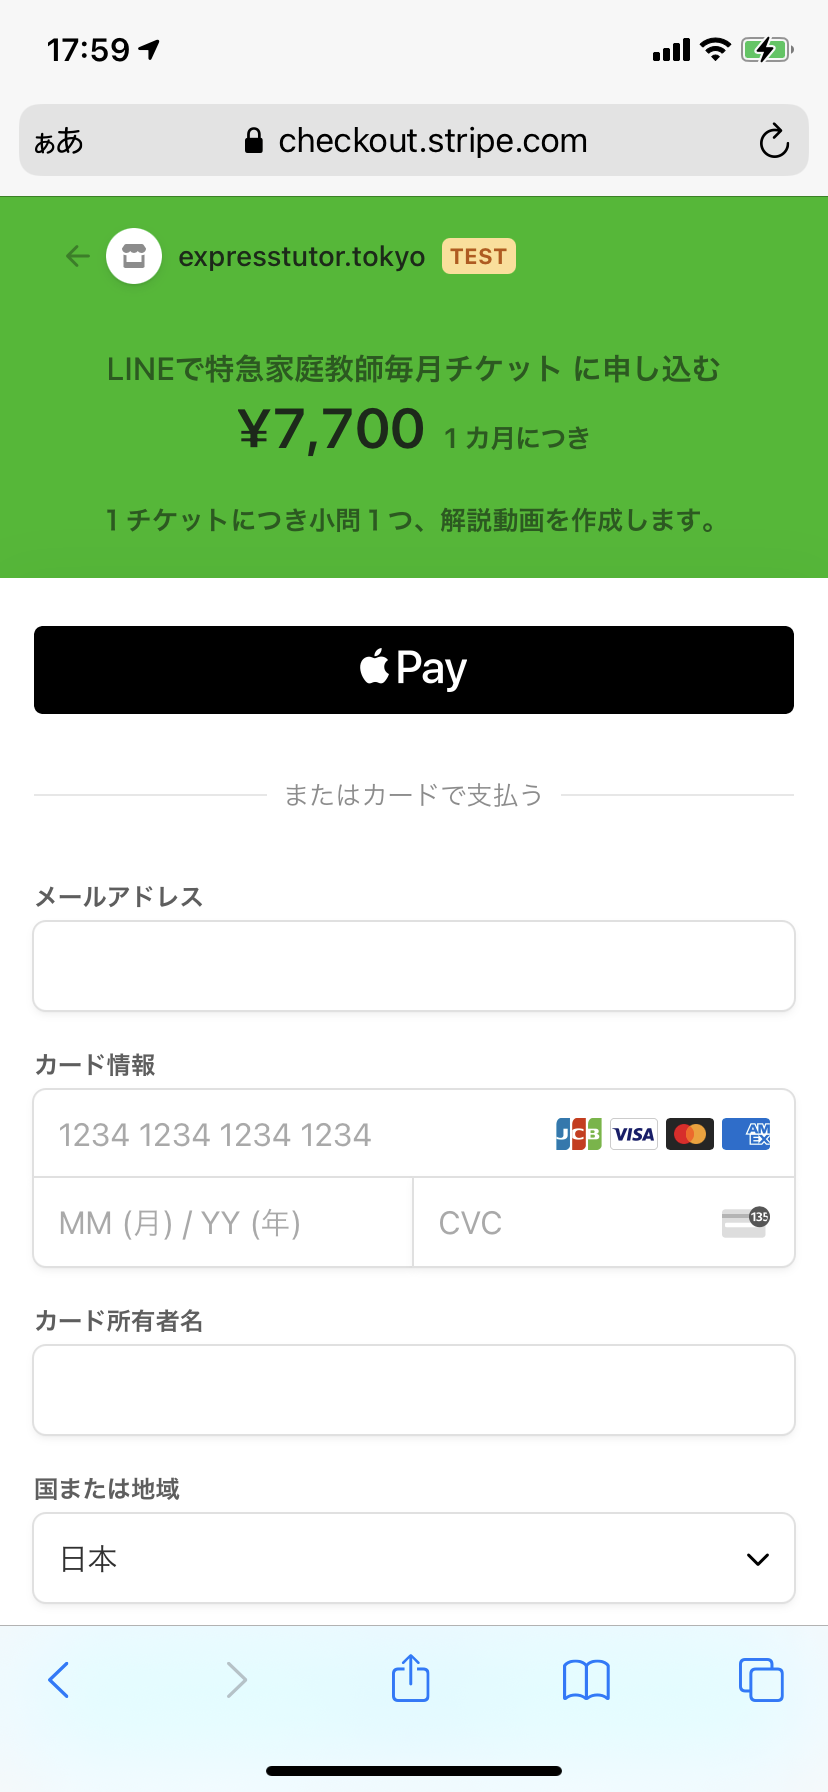 17:59
ぁあ checkout.stripe.com
expresstutor.tokyo TEST
LINEで特急家庭教師毎月チケット に申し込む
¥7,700 1 カ月につき
1 チケットにつき小問 1 つ、解説動画を作成します。
Pay
またはカードで支払う
メールアドレス
カード情報
1234 1234 1234 1234 JCB VISA AM EX
MM (月) / YY (年) CVC 135
カード所有者名
国または地域
日本